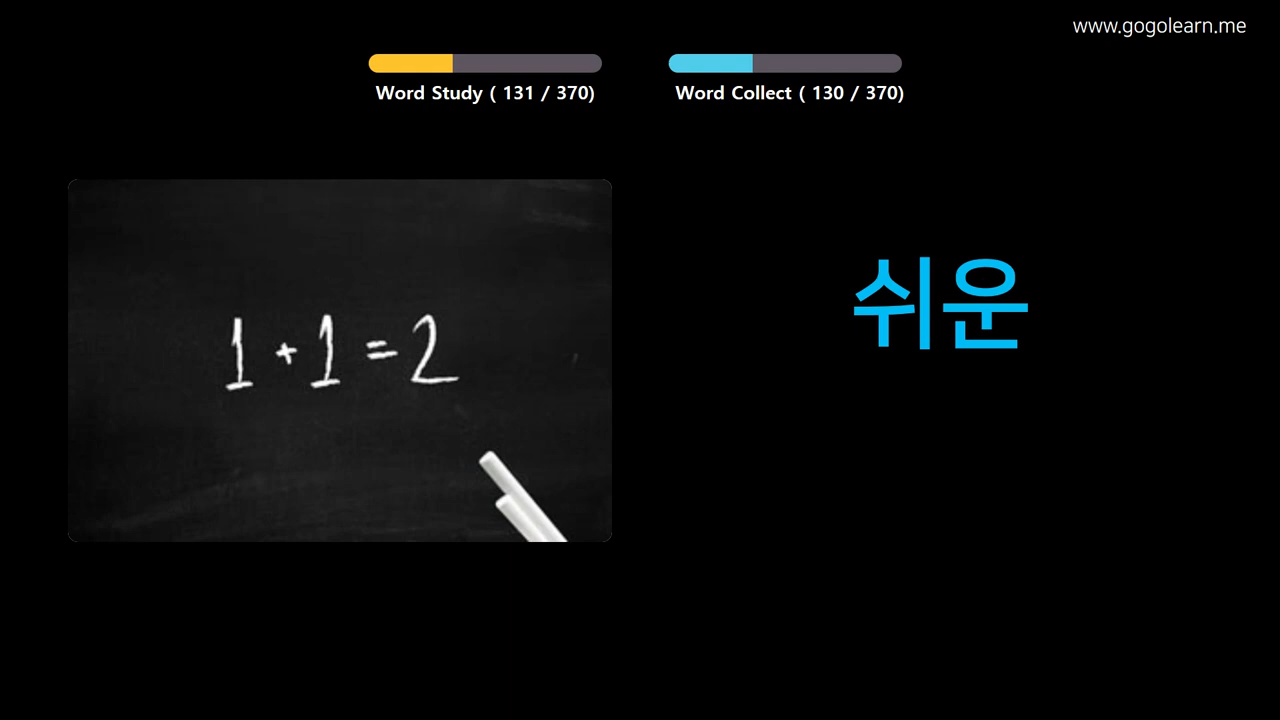 www.gogolearn.me
Word Study ( 131 / 370)
Word Collect ( 130 / 370)
1 + 1 = 2
쉬운